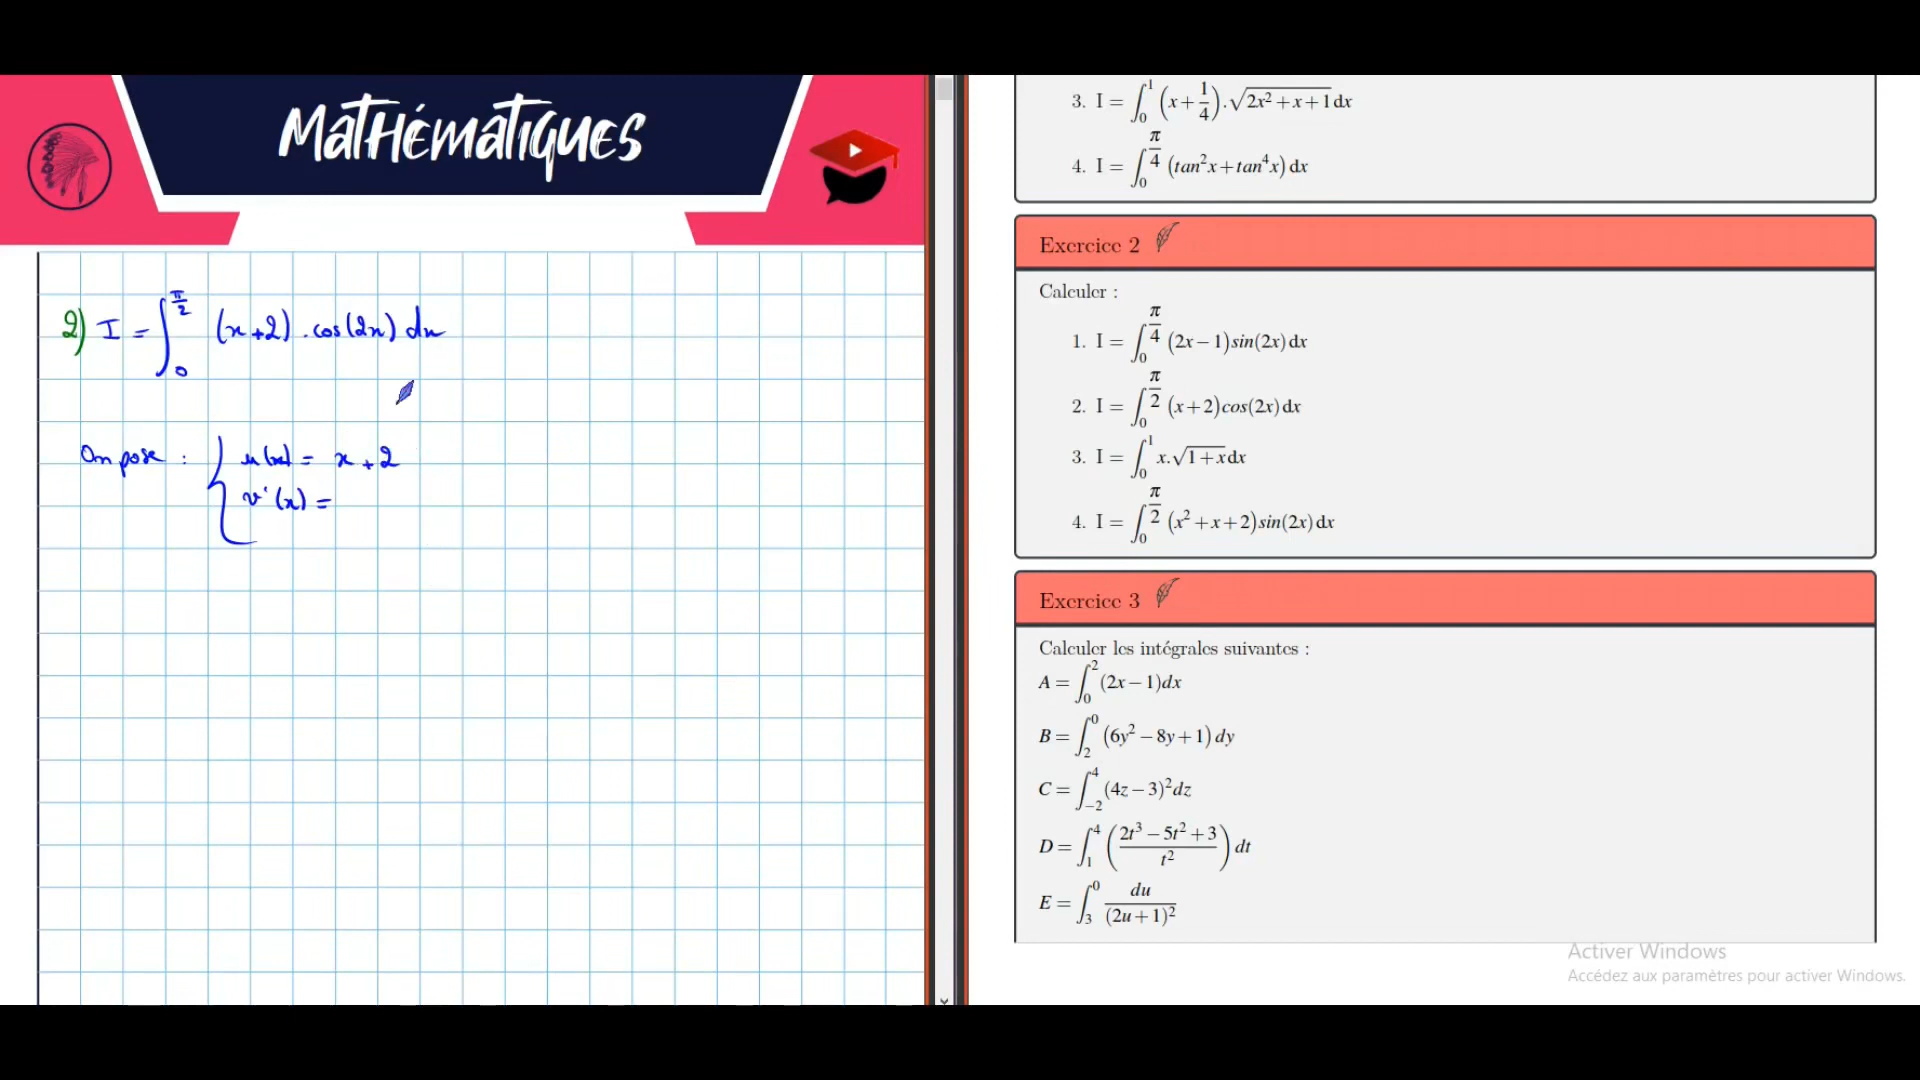 Mathématiques
2) I = ∫₀^(π/2) (x+2) . cos(2x) dx
On pose : { u(x) = x + 2
v'(x) =
3. I = ∫₀¹ (x + 1/4).√(2x² + x + 1) dx
4. I = ∫₀^(π/4) (tan²x + tan⁴x) dx
Exercice 2
Calculer :
1. I = ∫₀^(π/4) (2x − 1)sin(2x) dx
2. I = ∫₀^(π/2) (x + 2)cos(2x) dx
3. I = ∫₀¹ x.√(1 + x) dx
4. I = ∫₀^(π/2) (x² + x + 2)sin(2x) dx
Exercice 3
Calculer les intégrales suivantes :
A = ∫₀² (2x − 1)dx
B = ∫₂⁰ (6y² − 8y + 1) dy
C = ∫₋₂⁴ (4z − 3)²dz
D = ∫₁⁴ ((2t³ − 5t² + 3)/t²) dt
E = ∫₃⁰ du/(2u + 1)²
Activer Windows
Accédez aux paramètres pour activer Windows.